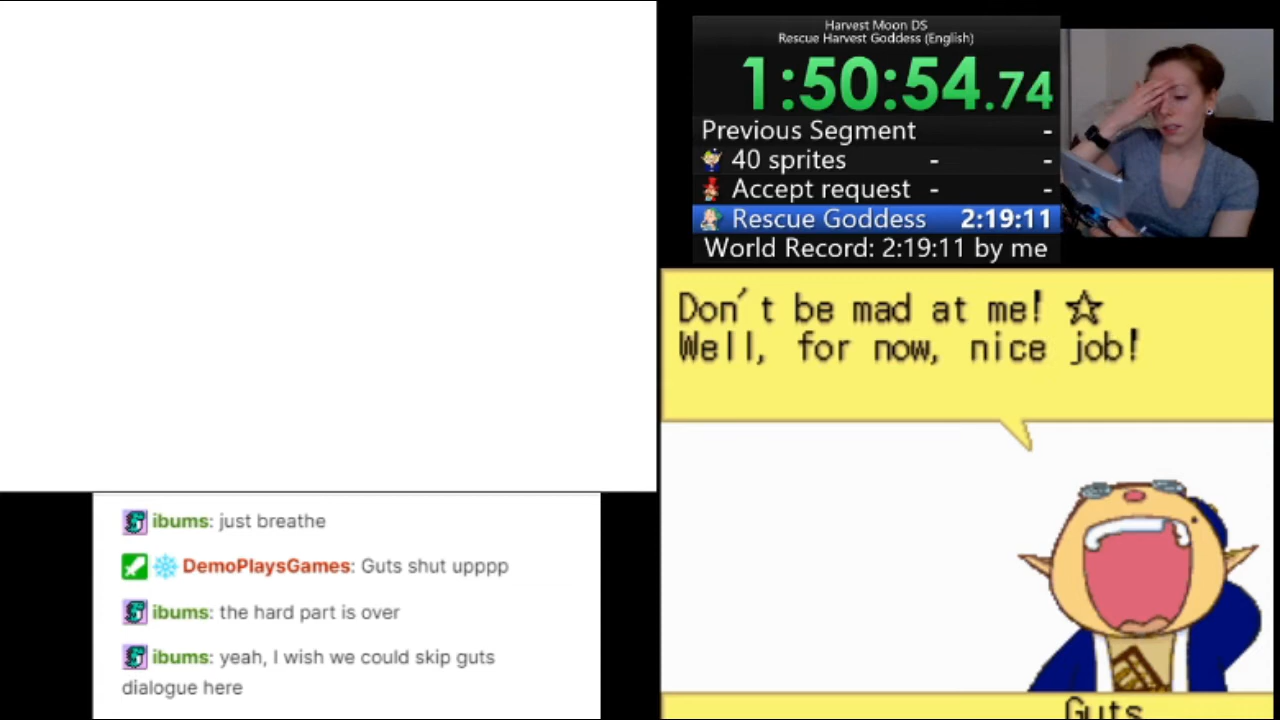 Harvest Moon DS
Rescue Harvest Goddess (English)
1:50:54.74
Previous Segment -
40 sprites - -
Accept request - -
Rescue Goddess 2:19:11
World Record: 2:19:11 by me
Don't be mad at me! ☆
Well, for now, nice job!
Guts
ibums: just breathe
DemoPlaysGames: Guts shut upppp
ibums: the hard part is over
ibums: yeah, I wish we could skip guts
dialogue here